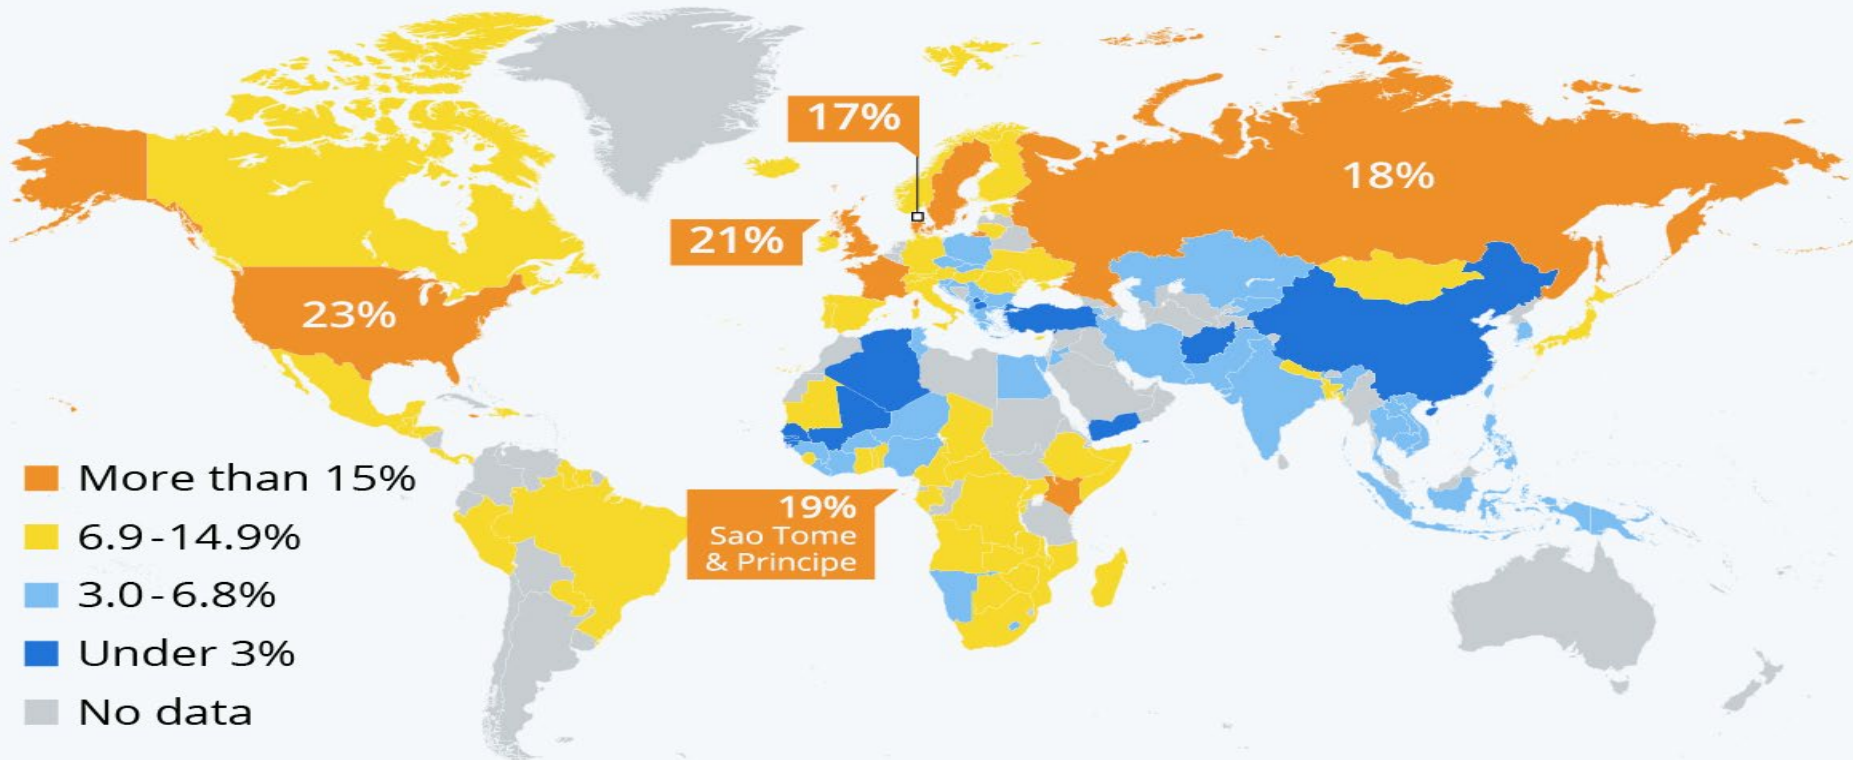 17%
18%
21%
23%
19%
Sao Tome
& Principe
More than 15%
6.9-14.9%
3.0-6.8%
Under 3%
No data